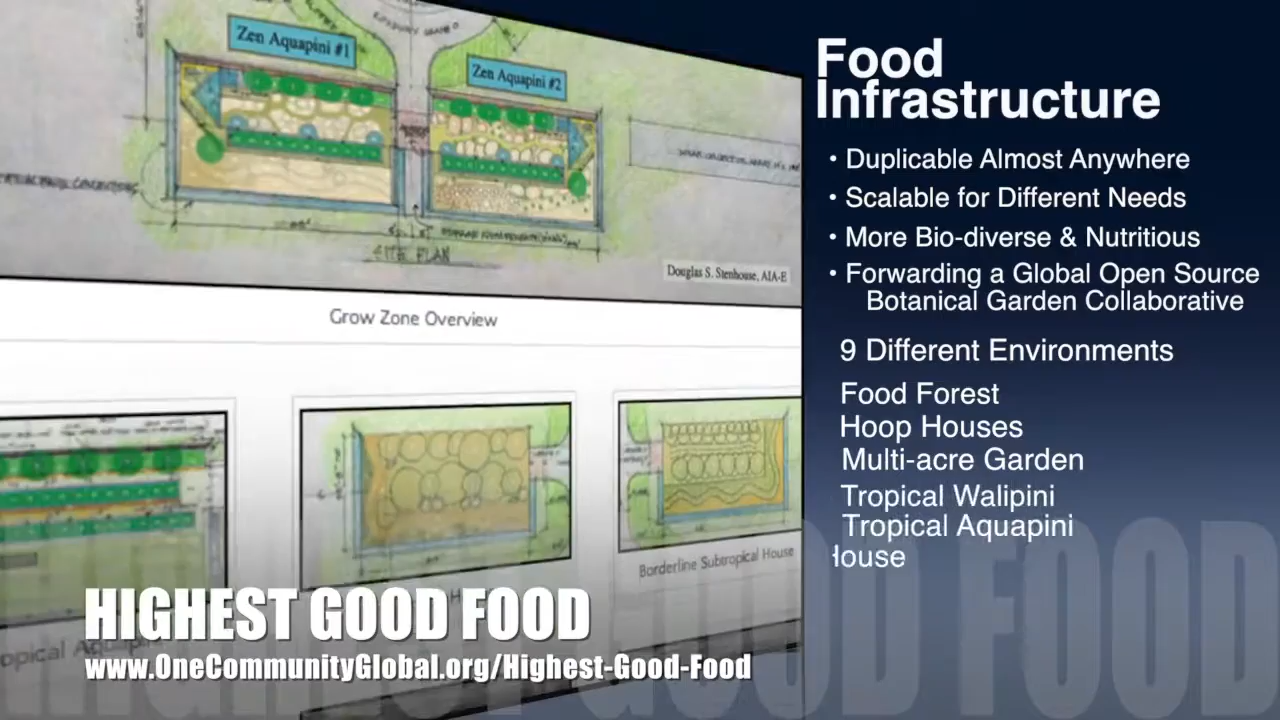 Zen Aquapini #1
Zen Aquapini #2
SITE PLAN
Douglas S. Stenhouse, AIA-E
Grow Zone Overview
Borderline Subtropical House
HIGHEST GOOD FOOD
www.OneCommunityGlobal.org/Highest-Good-Food
Food
Infrastructure
• Duplicable Almost Anywhere
• Scalable for Different Needs
• More Bio-diverse & Nutritious
• Forwarding a Global Open Source
Botanical Garden Collaborative
9 Different Environments
Food Forest
Hoop Houses
Multi-acre Garden
Tropical Walipini
Tropical Aquapini
House
GOOD FOOD